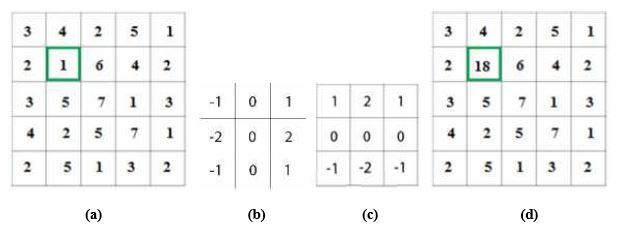 3 4 2 5 1
2 1 6 4 2
3 5 7 1 3
4 2 5 7 1
2 5 1 3 2
(a)
-1 0 1
-2 0 2
-1 0 1
(b)
1 2 1
0 0 0
-1 -2 -1
(c)
3 4 2 5 1
2 18 6 4 2
3 5 7 1 3
4 2 5 7 1
2 5 1 3 2
(d)